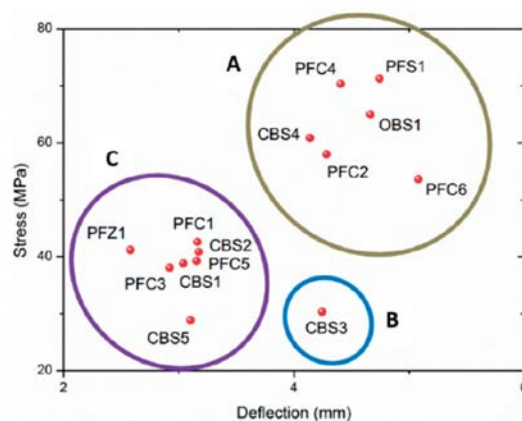 80
60
40
20
Stress (MPa)
A
PFC4
PFS1
OBS1
CBS4
PFC2
PFC6
C
PFC1
PFZ1
CBS2
PFC5
PFC3
CBS1
CBS5
CBS3
B
2
4
6
Deflection (mm)